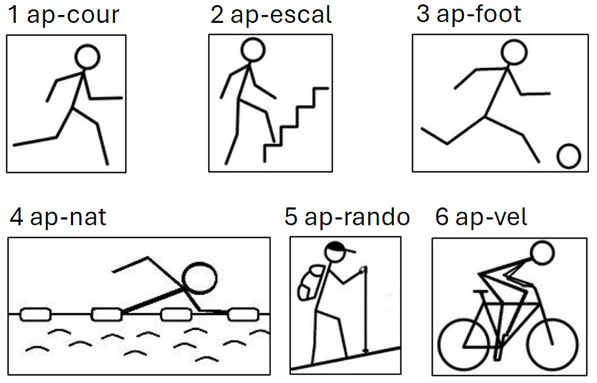 1 ap-cour
2 ap-escal
3 ap-foot
4 ap-nat
5 ap-rando
6 ap-vel